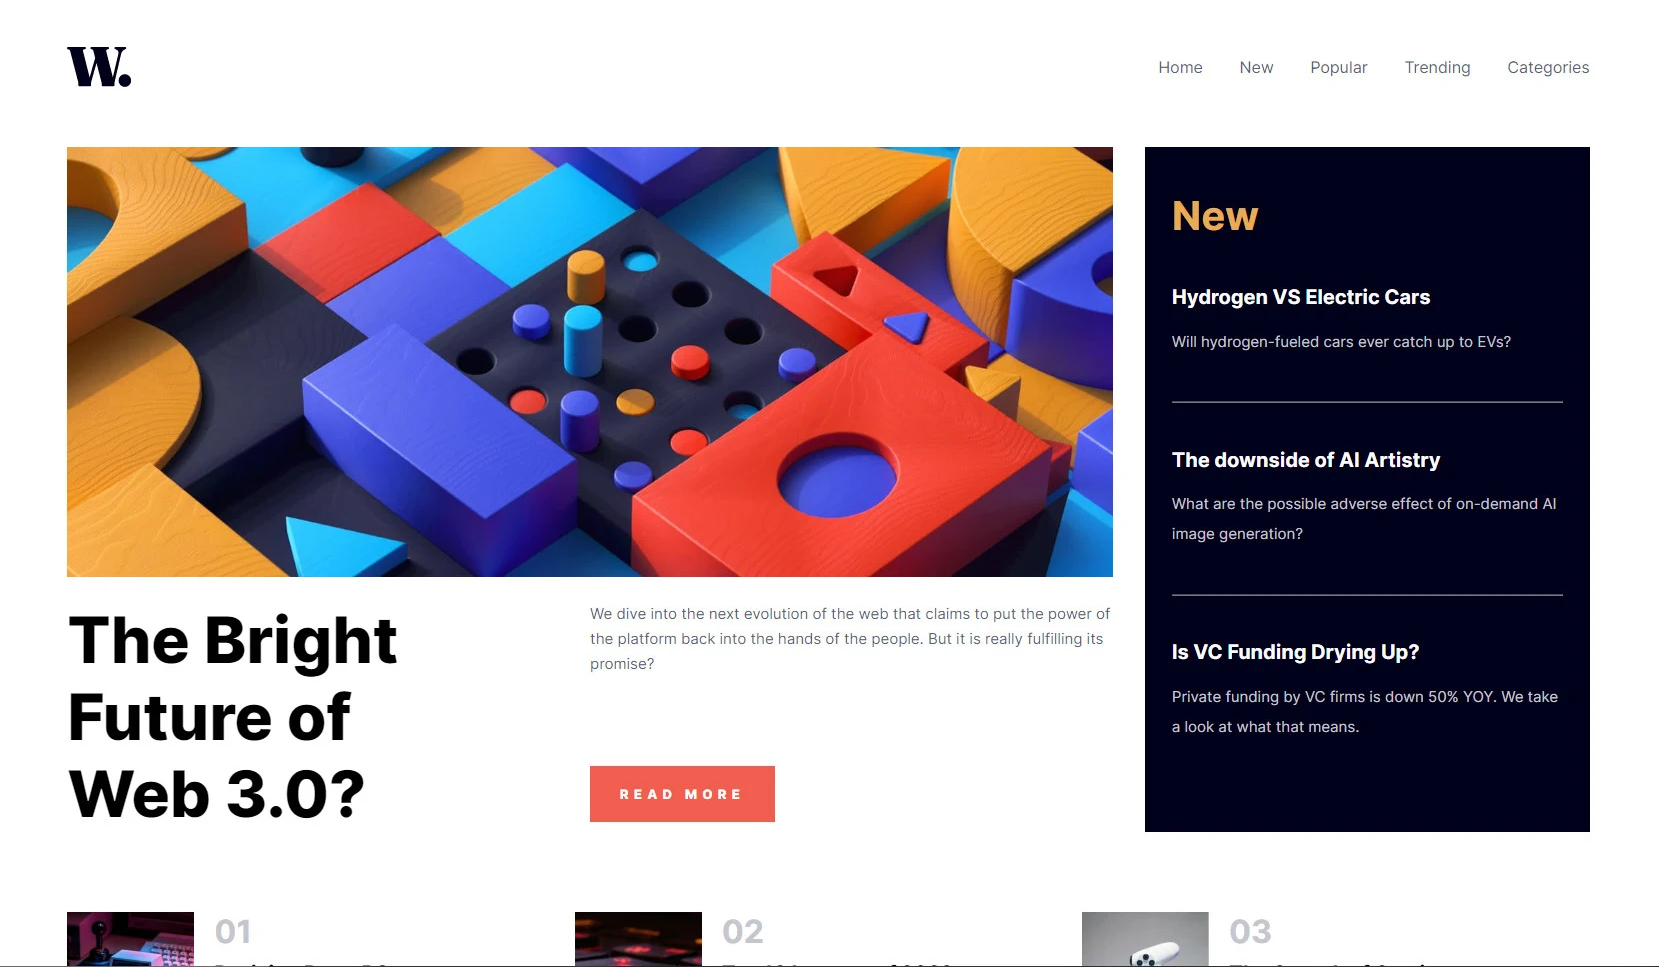 W.
Home New Popular Trending Categories
New
Hydrogen VS Electric Cars
Will hydrogen-fueled cars ever catch up to EVs?
The downside of AI Artistry
What are the possible adverse effect of on-demand AI
image generation?
Is VC Funding Drying Up?
Private funding by VC firms is down 50% YOY. We take
a look at what that means.
The Bright
Future of
Web 3.0?
We dive into the next evolution of the web that claims to put the power of
the platform back into the hands of the people. But it is really fulfilling its
promise?
READ MORE
01
02
03